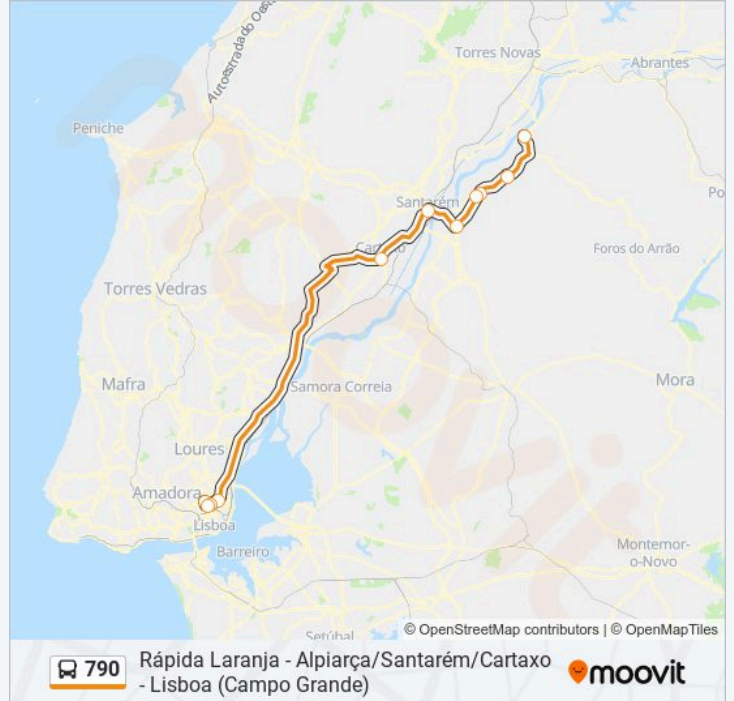 Autoestrada do Oeste
Torres Novas
Abrantes
Peniche
Santarém
Po
Cartaxo
Foros do Arrão
Torres Vedras
Mafra
Samora Correia
Mora
Loures
Amadora
Lisboa
Barreiro
Montemor-
o-Novo
Setúbal
© OpenStreetMap contributors | © OpenMapTiles
790
Rápida Laranja - Alpiarça/Santarém/Cartaxo
- Lisboa (Campo Grande)
moovit
moovit